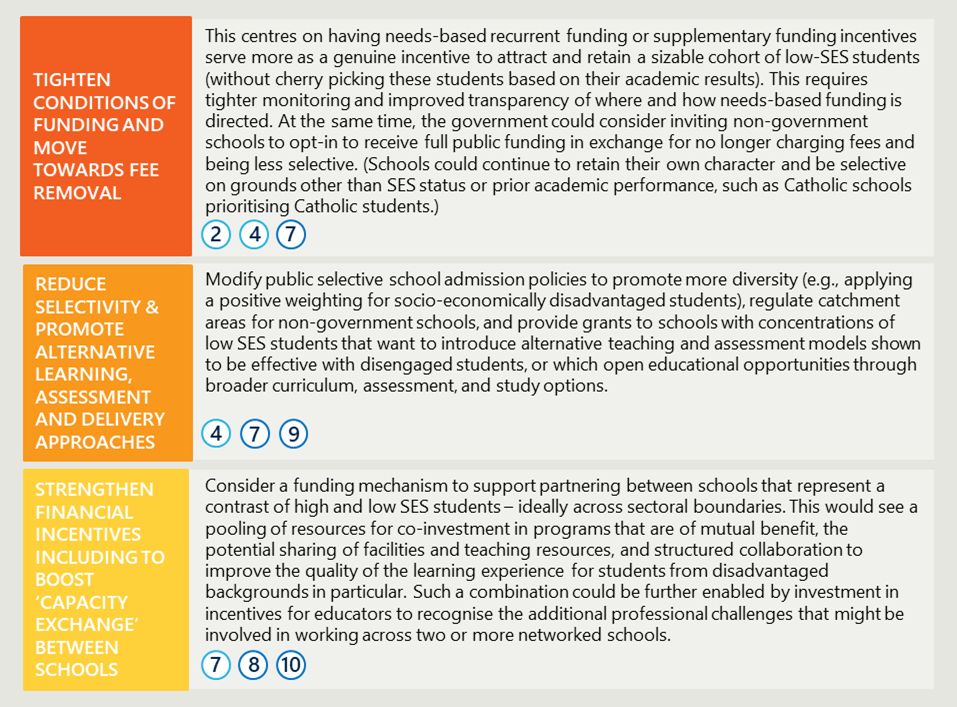 TIGHTEN
CONDITIONS OF
FUNDING AND
MOVE
TOWARDS FEE
REMOVAL
This centres on having needs-based recurrent funding or supplementary funding incentives
serve more as a genuine incentive to attract and retain a sizable cohort of low-SES students
(without cherry picking these students based on their academic results). This requires
tighter monitoring and improved transparency of where and how needs-based funding is
directed. At the same time, the government could consider inviting non-government
schools to opt-in to receive full public funding in exchange for no longer charging fees and
being less selective. (Schools could continue to retain their own character and be selective
on grounds other than SES status or prior academic performance, such as Catholic schools
prioritising Catholic students.)
2 4 7
REDUCE
SELECTIVITY &
PROMOTE
ALTERNATIVE
LEARNING,
ASSESSMENT
AND DELIVERY
APPROACHES
Modify public selective school admission policies to promote more diversity (e.g., applying
a positive weighting for socio-economically disadvantaged students), regulate catchment
areas for non-government schools, and provide grants to schools with concentrations of
low SES students that want to introduce alternative teaching and assessment models shown
to be effective with disengaged students, or which open educational opportunities through
broader curriculum, assessment, and study options.
4 7 9
STRENGTHEN
FINANCIAL
INCENTIVES
INCLUDING TO
BOOST
‘CAPACITY
EXCHANGE’
BETWEEN
SCHOOLS
Consider a funding mechanism to support partnering between schools that represent a
contrast of high and low SES students – ideally across sectoral boundaries. This would see a
pooling of resources for co-investment in programs that are of mutual benefit, the
potential sharing of facilities and teaching resources, and structured collaboration to
improve the quality of the learning experience for students from disadvantaged
backgrounds in particular. Such a combination could be further enabled by investment in
incentives for educators to recognise the additional professional challenges that might be
involved in working across two or more networked schools.
7 8 10